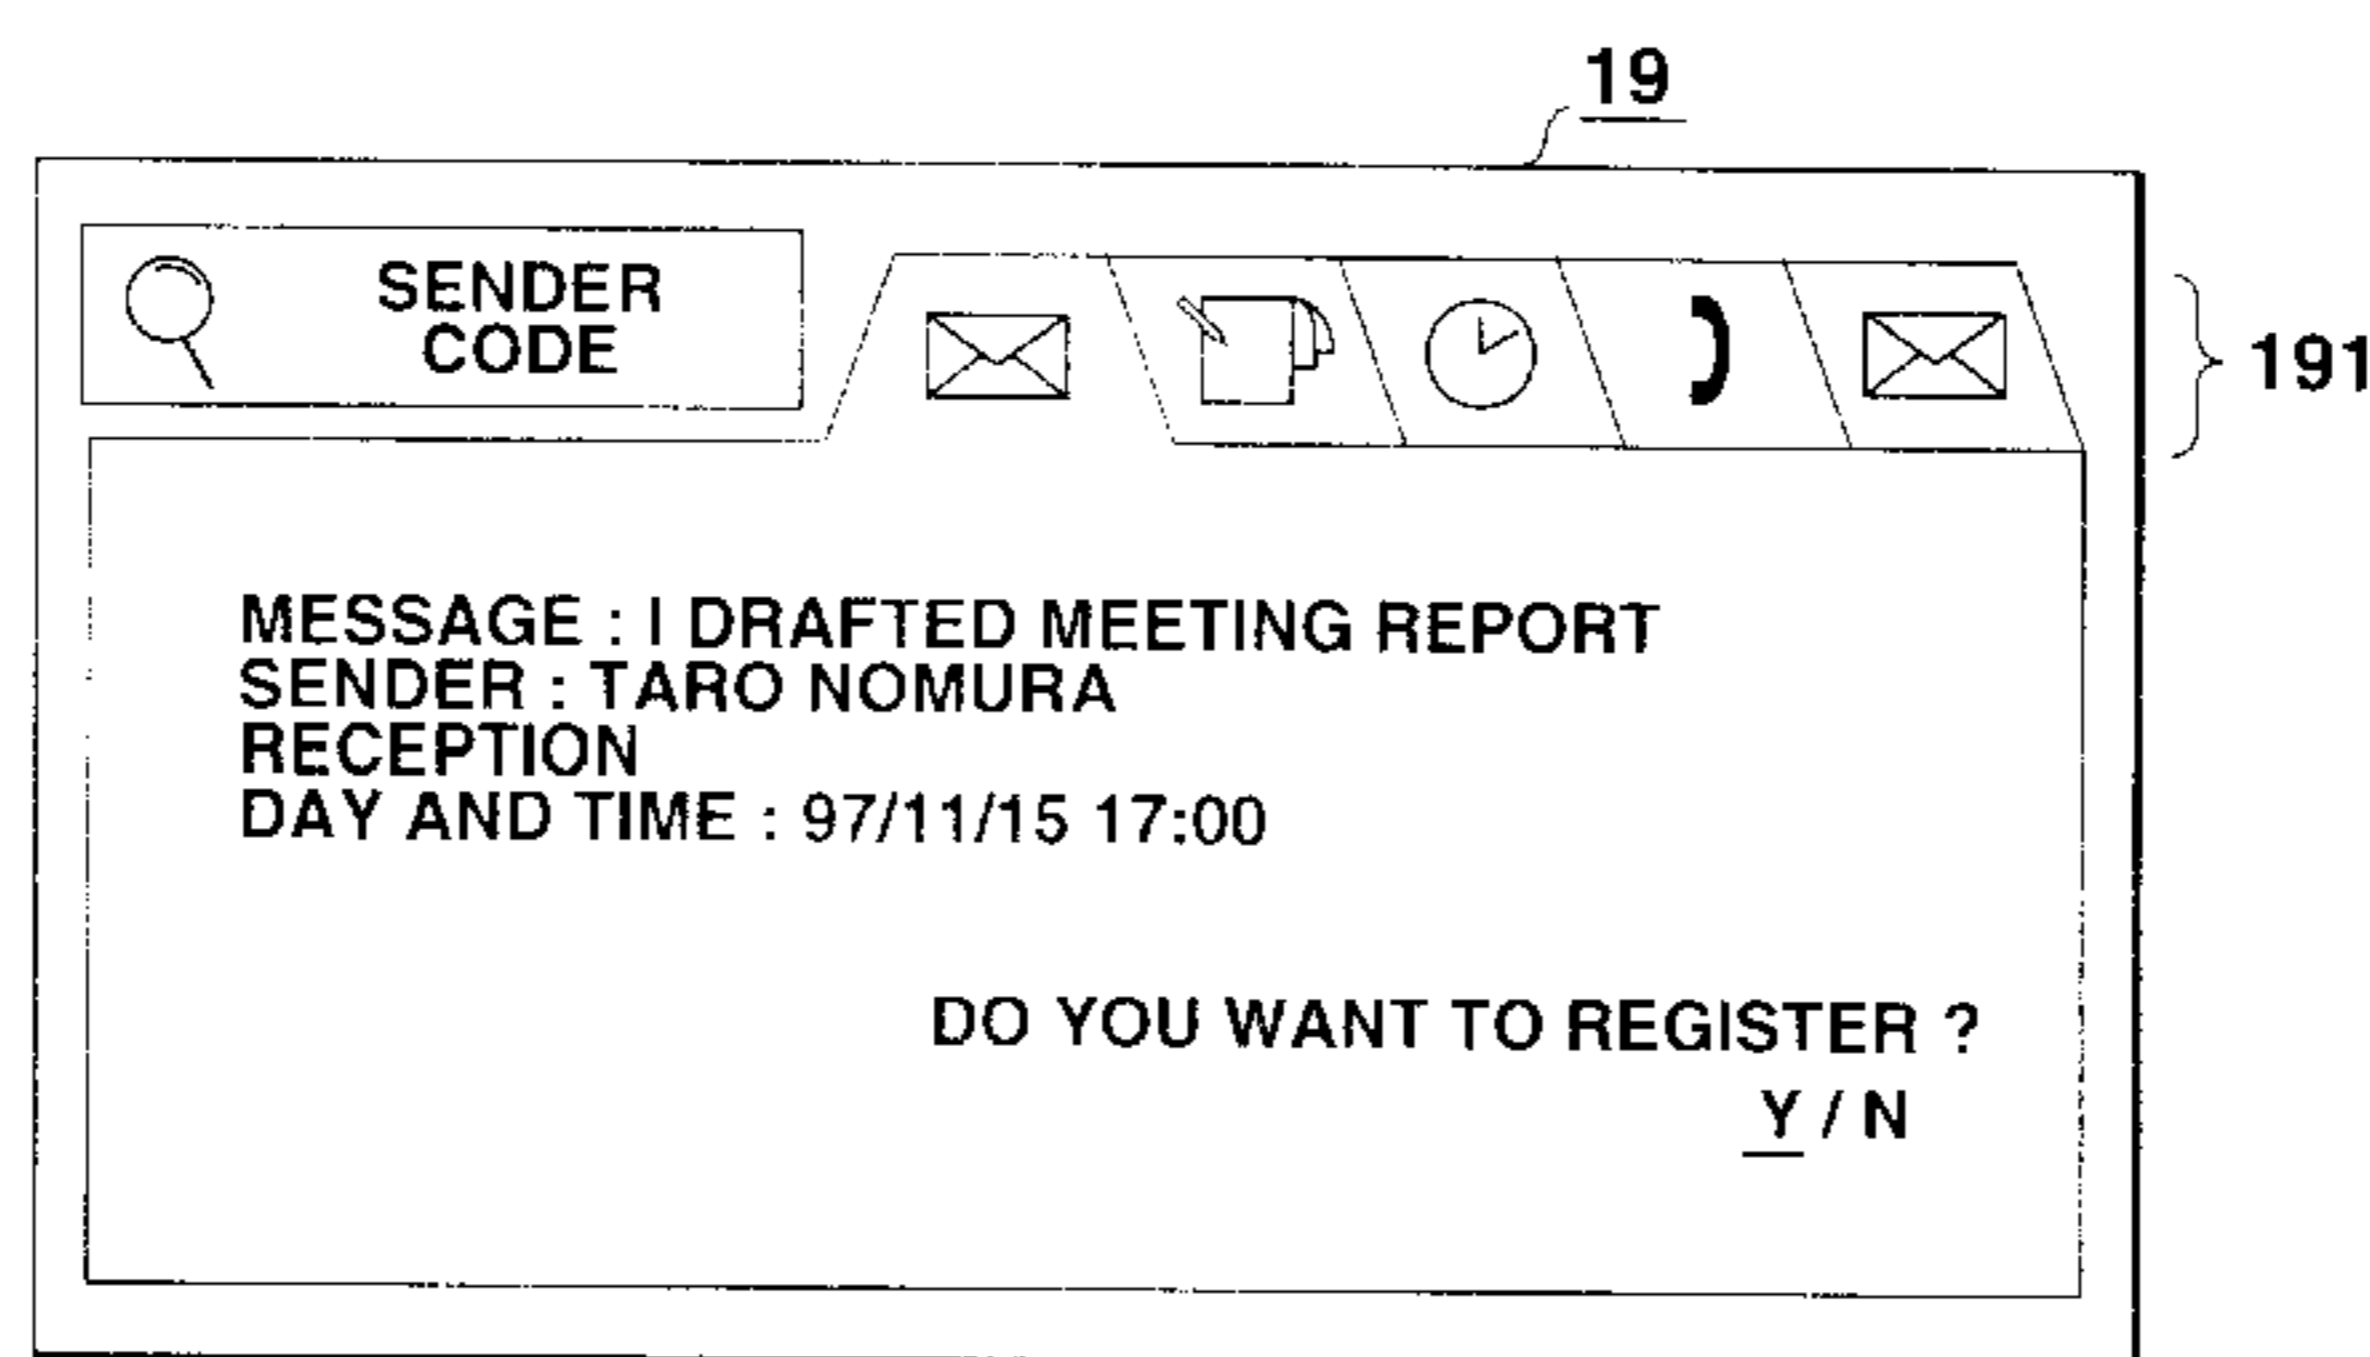 19
SENDER
CODE
191
MESSAGE : I DRAFTED MEETING REPORT
SENDER : TARO NOMURA
RECEPTION
DAY AND TIME : 97/11/15 17:00
DO YOU WANT TO REGISTER ?
Y / N